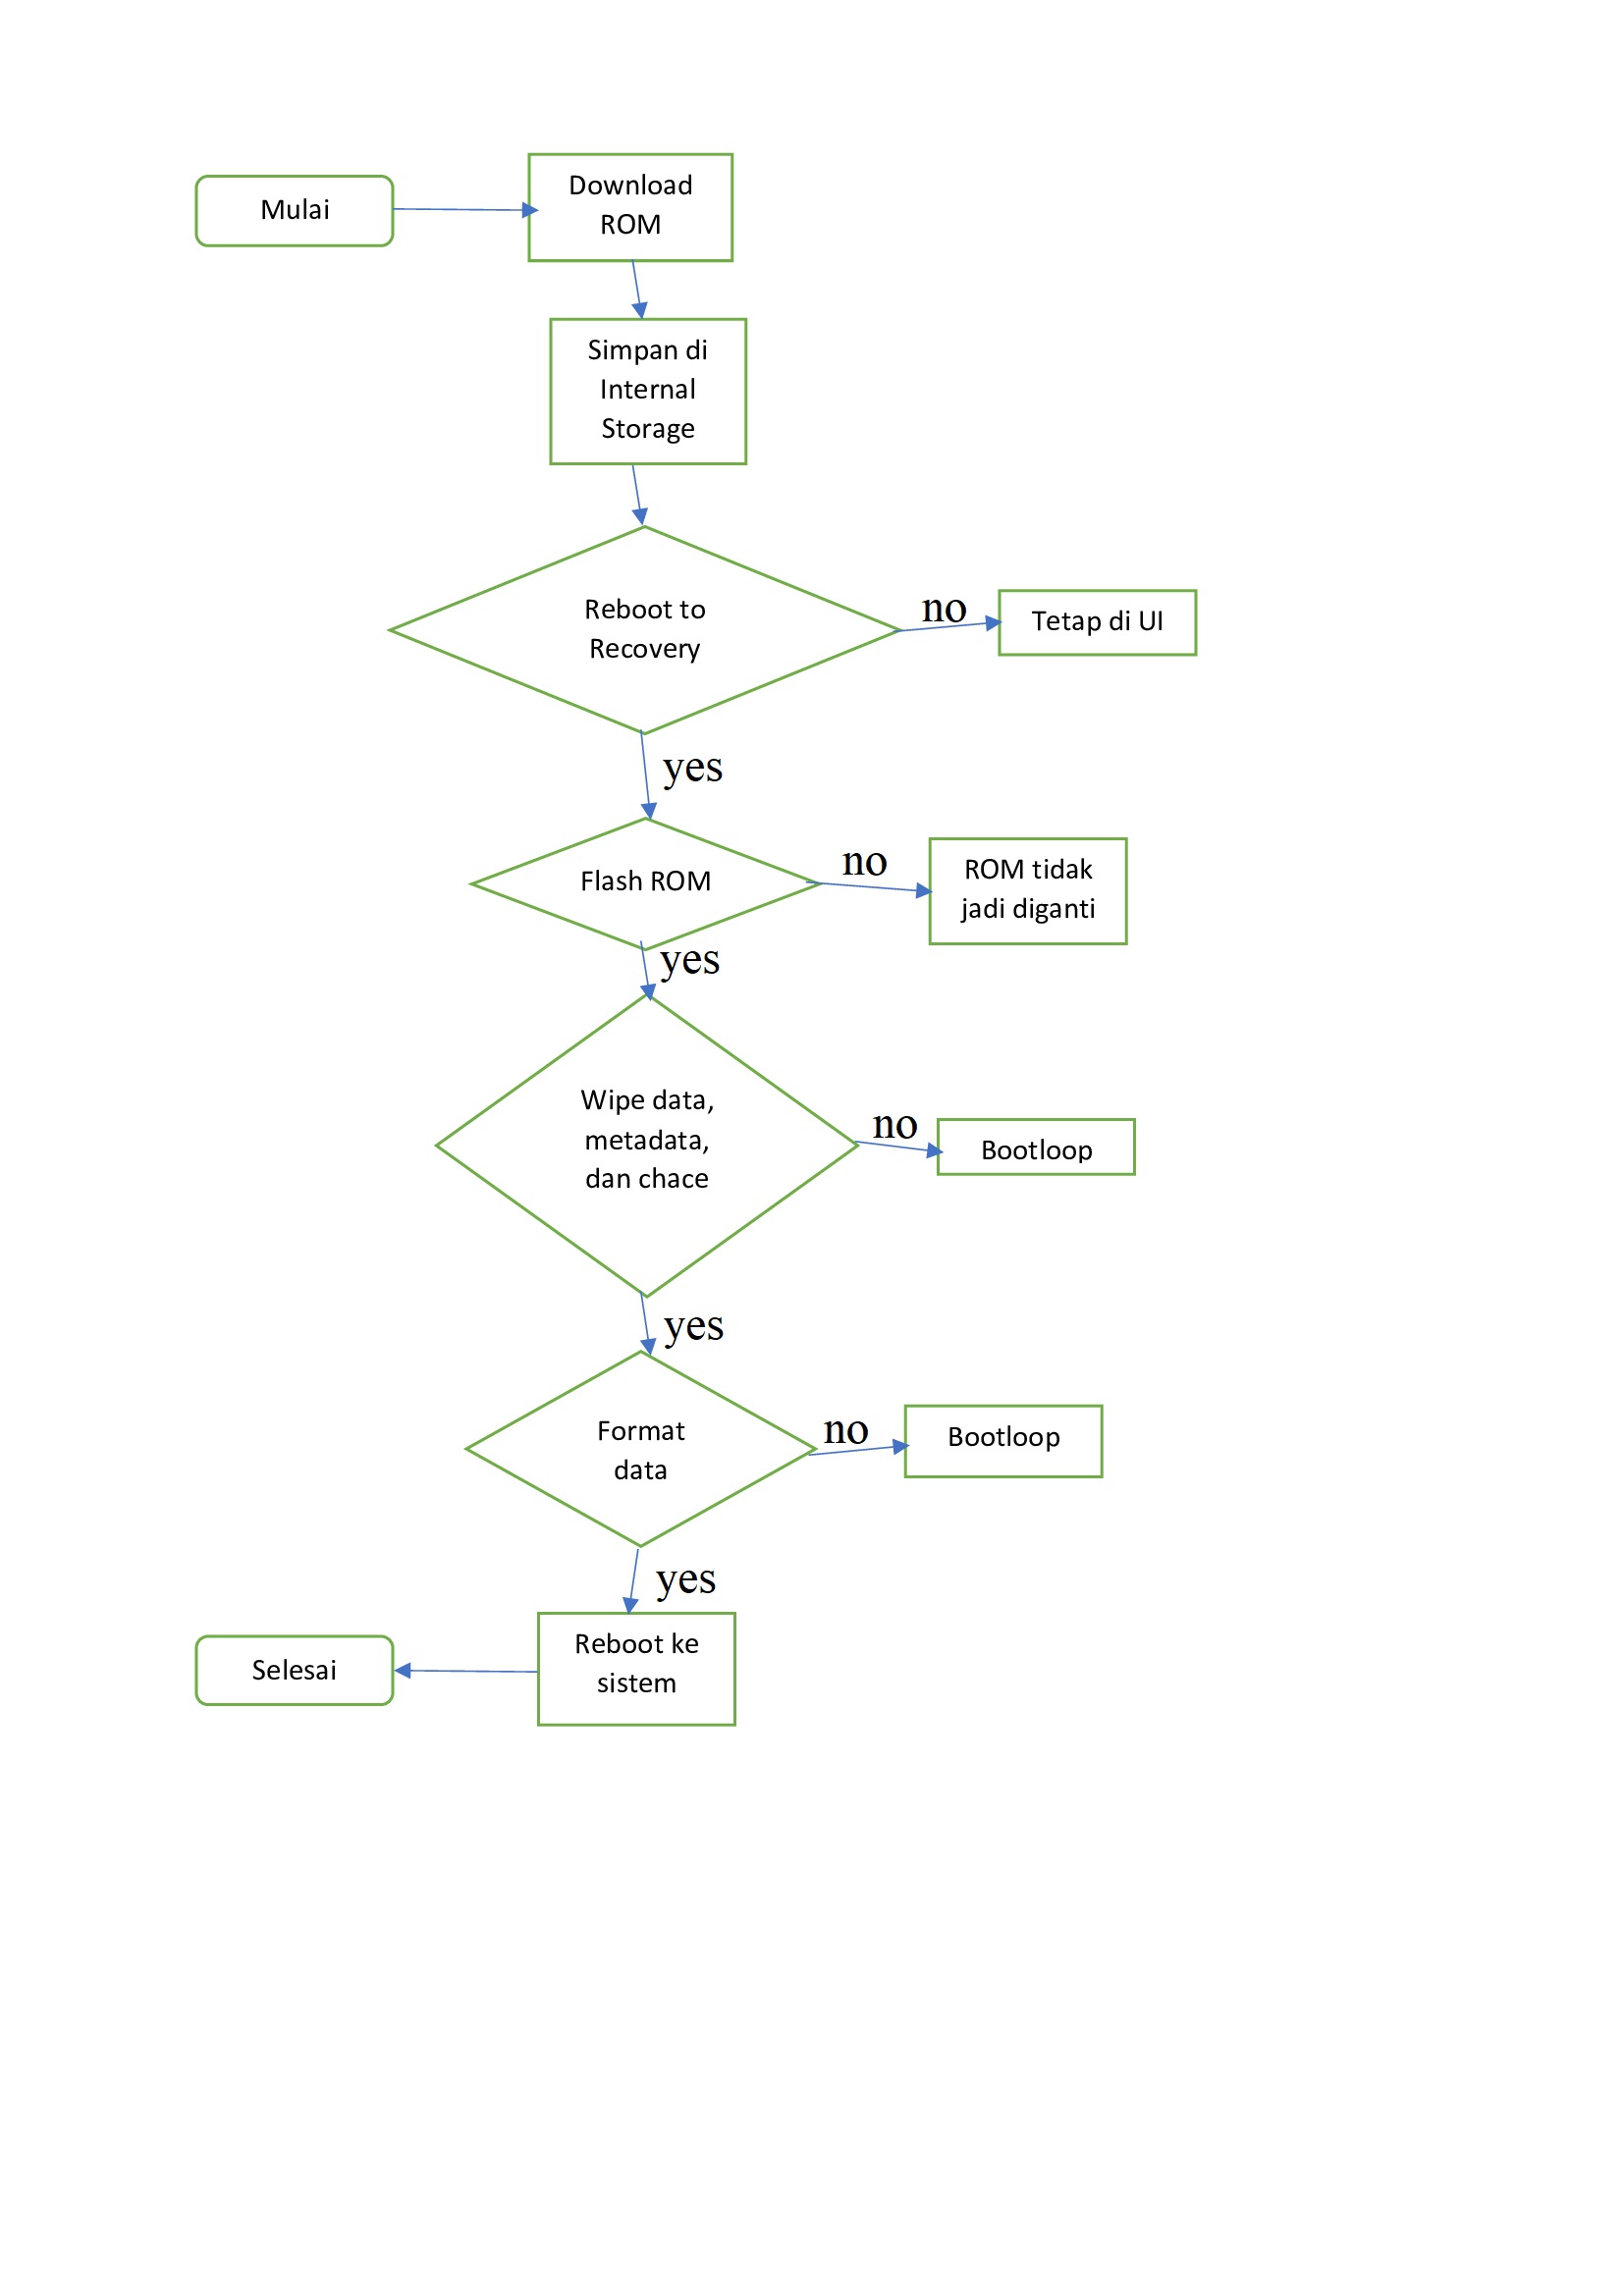 Mulai
Download
ROM
Simpan di
Internal
Storage
Reboot to
Recovery
no
Tetap di UI
yes
Flash ROM
no
ROM tidak
jadi diganti
yes
Wipe data,
metadata,
dan chace
no
Bootloop
yes
Format
data
no
Bootloop
yes
Reboot ke
sistem
Selesai